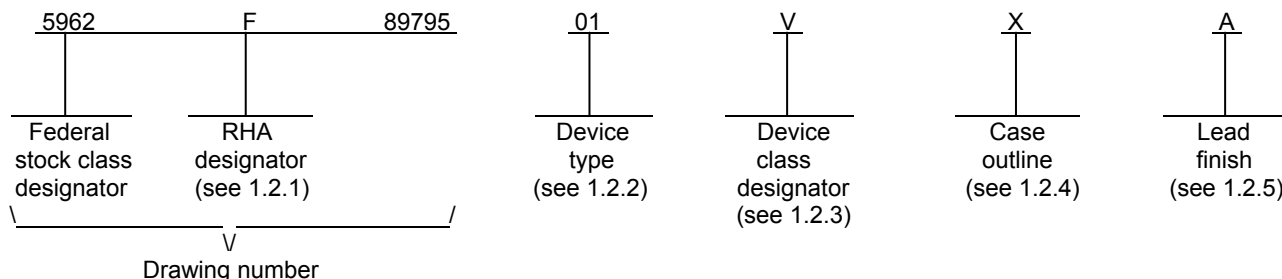 5962 F 89795 01 V X A
Federal stock class designator
RHA designator (see 1.2.1)
Device type (see 1.2.2)
Device class designator (see 1.2.3)
Case outline (see 1.2.4)
Lead finish (see 1.2.5)
Drawing number